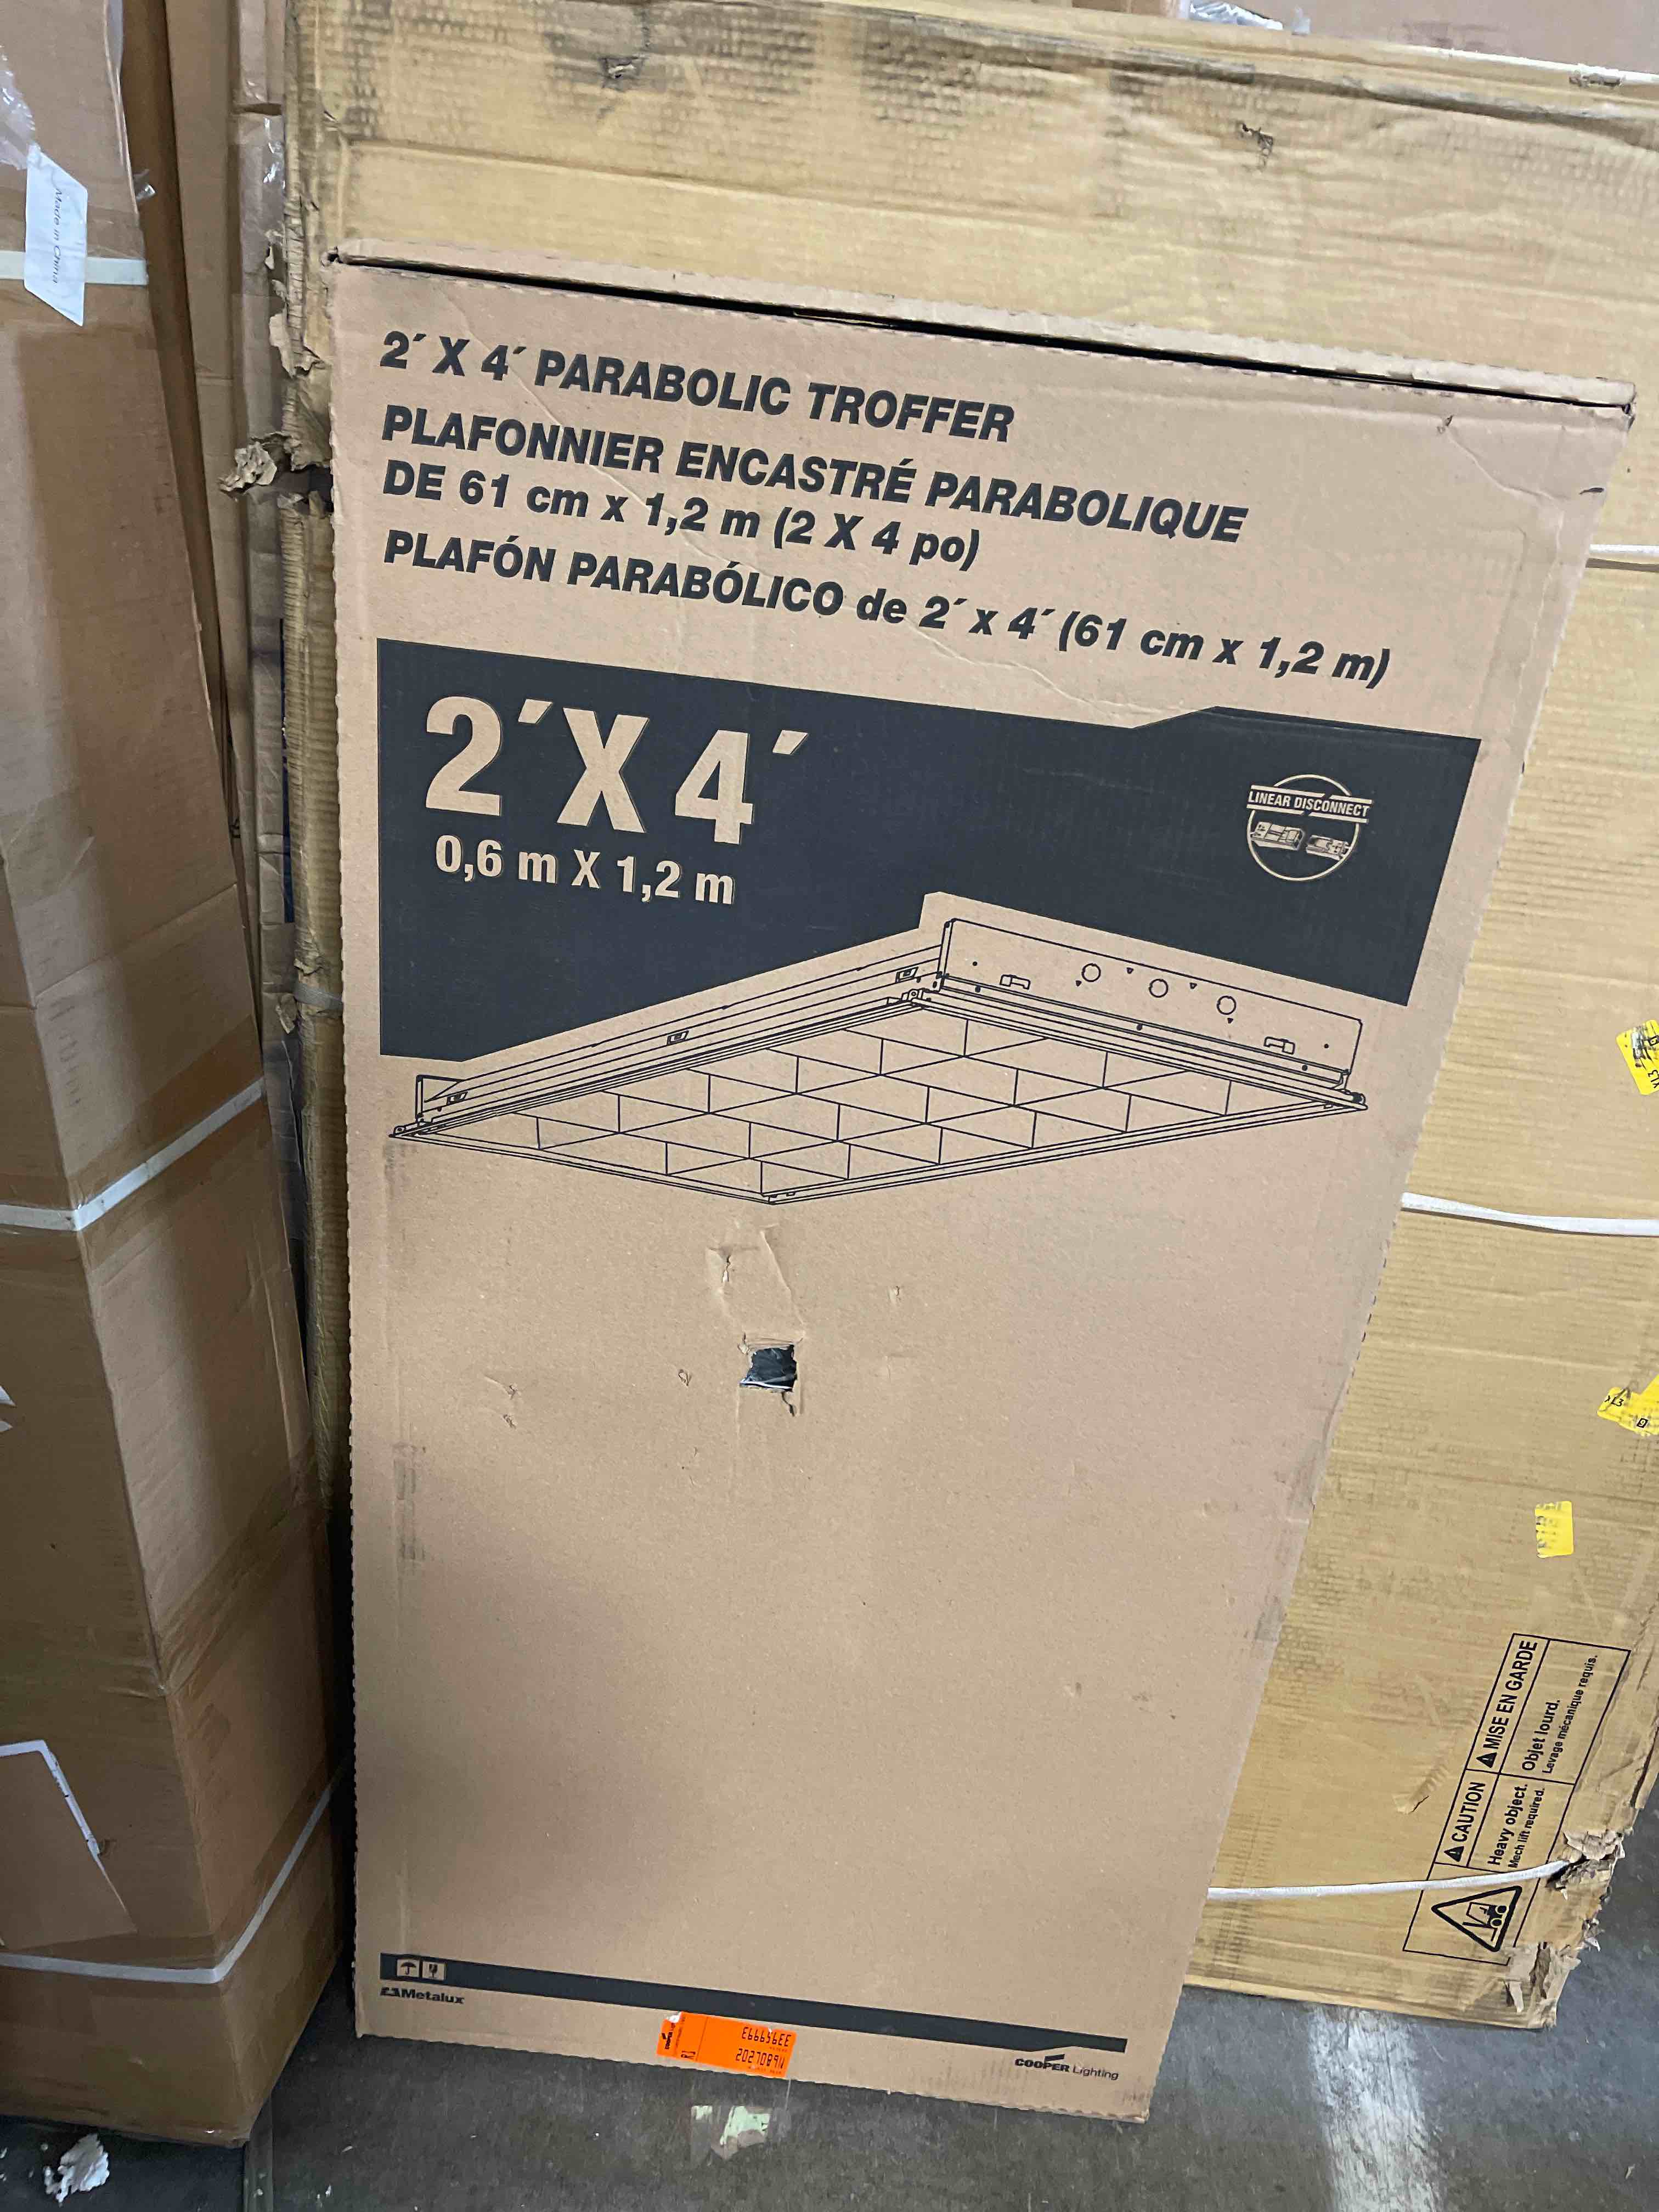 2´ X 4´ PARABOLIC TROFFER
PLAFONNIER ENCASTRÉ PARABOLIQUE
DE 61 cm x 1,2 m (2 X 4 po)
PLAFÓN PARABÓLICO de 2´ x 4´ (61 cm x 1,2 m)
2´X 4´
0,6 m X 1,2 m
LINEAR DISCONNECT
Metalux
COOPER Lighting
Made in China
CAUTION
Heavy object.
Mech lift required.
MISE EN GARDE
Objet lourd.
Levage mécanique requis.